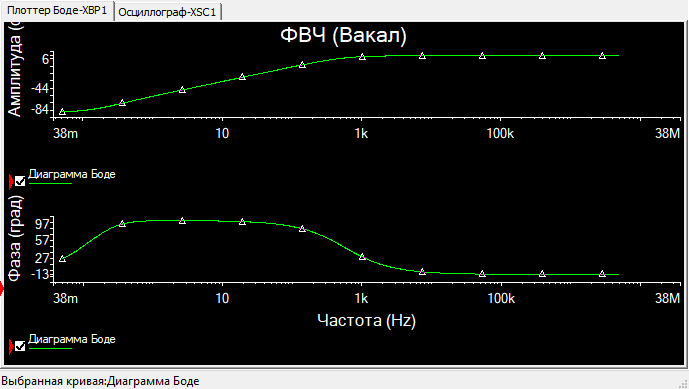 Плоттер Боде-XBP1
Осциллограф-XSC1
ФВЧ (Вакал)
Амплитуда (
6
-44
-84
38m
10
1k
100k
38M
Диаграмма Боде
Фаза (град)
97
57
27
-13
38m
10
1k
100k
38M
Частота (Hz)
Диаграмма Боде
Выбранная кривая:Диаграмма Боде